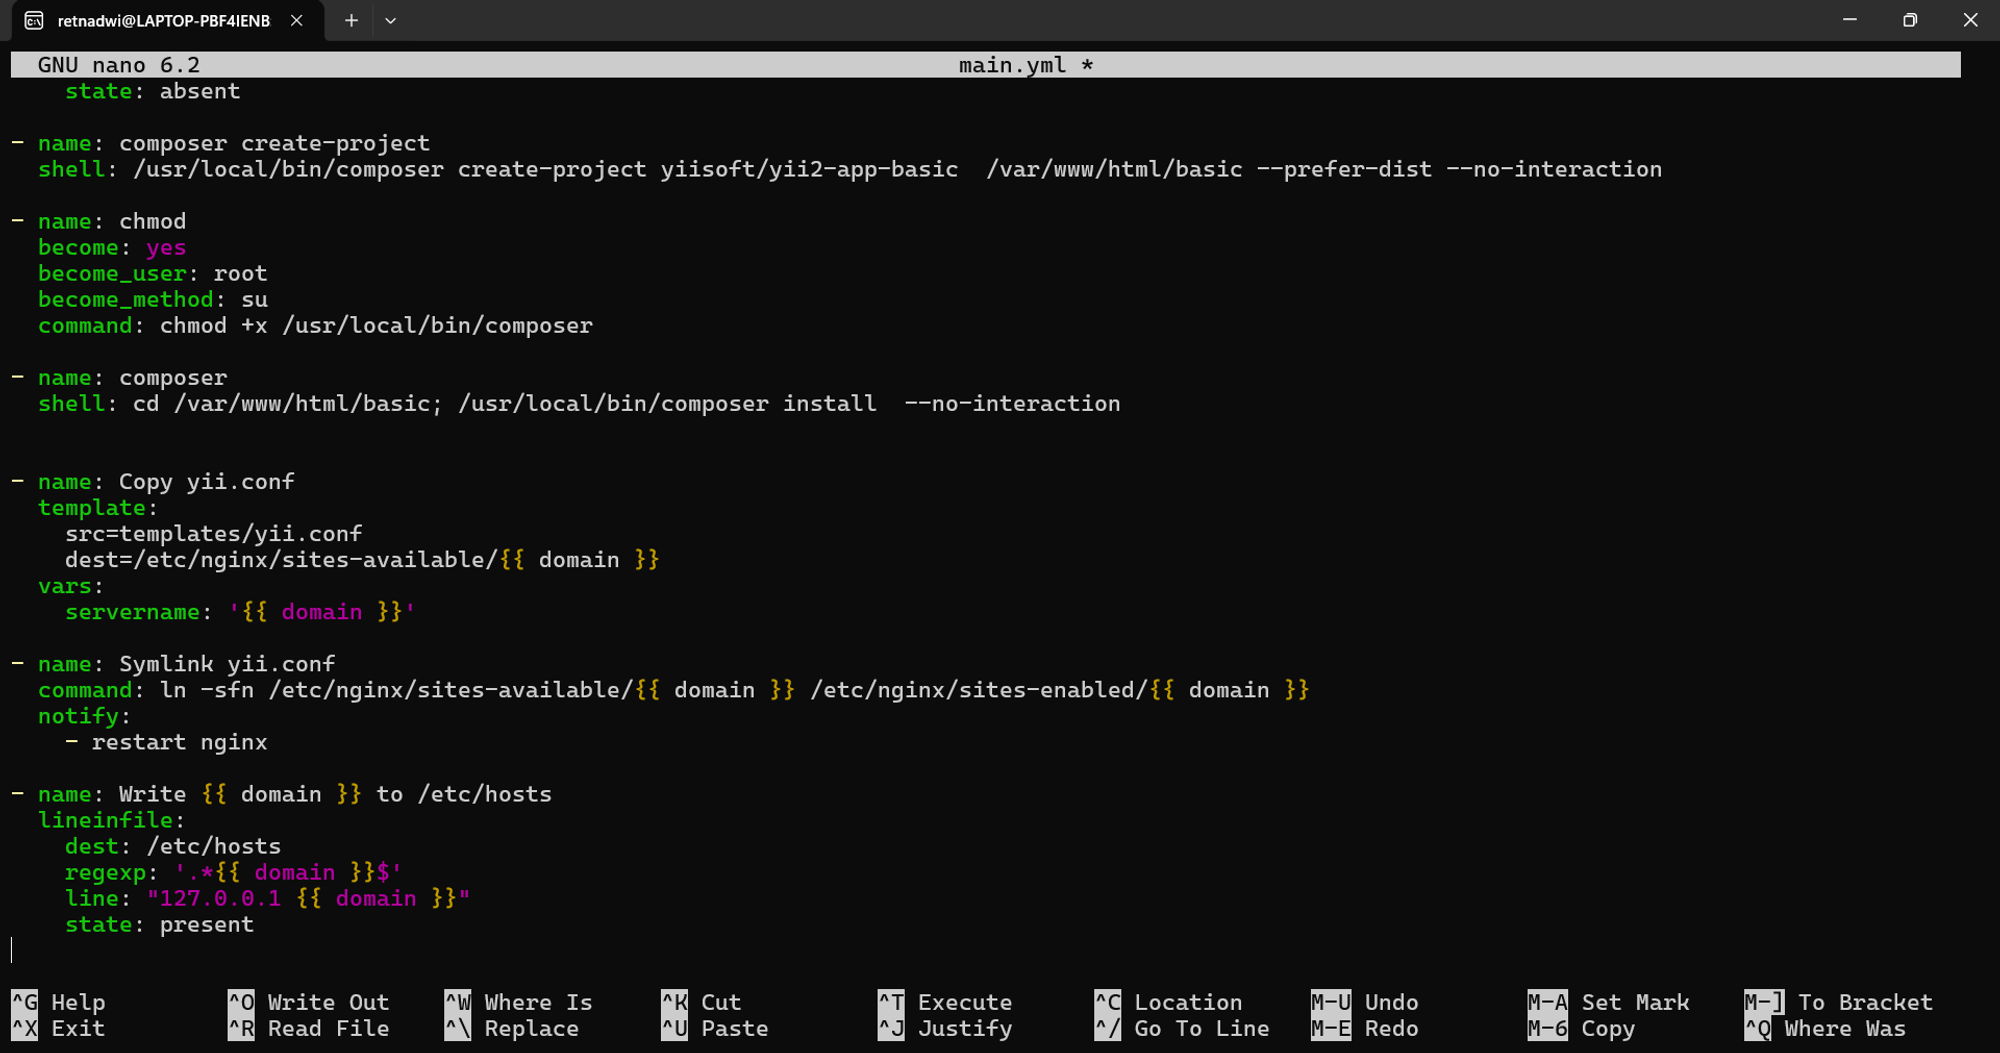 retnadwi@LAPTOP-PBF4IENB
GNU nano 6.2 main.yml *
    state: absent

- name: composer create-project
  shell: /usr/local/bin/composer create-project yiisoft/yii2-app-basic  /var/www/html/basic --prefer-dist --no-interaction

- name: chmod
  become: yes
  become_user: root
  become_method: su
  command: chmod +x /usr/local/bin/composer

- name: composer
  shell: cd /var/www/html/basic; /usr/local/bin/composer install  --no-interaction


- name: Copy yii.conf
  template:
    src=templates/yii.conf
    dest=/etc/nginx/sites-available/{{ domain }}
  vars:
    servername: '{{ domain }}'

- name: Symlink yii.conf
  command: ln -sfn /etc/nginx/sites-available/{{ domain }} /etc/nginx/sites-enabled/{{ domain }}
  notify:
    - restart nginx

- name: Write {{ domain }} to /etc/hosts
  lineinfile:
    dest: /etc/hosts
    regexp: '.*{{ domain }}$'
    line: "127.0.0.1 {{ domain }}"
    state: present

^G Help ^O Write Out ^W Where Is ^K Cut ^T Execute ^C Location M-U Undo M-A Set Mark M-] To Bracket
^X Exit ^R Read File ^\ Replace ^U Paste ^J Justify ^/ Go To Line M-E Redo M-6 Copy ^Q Where Was